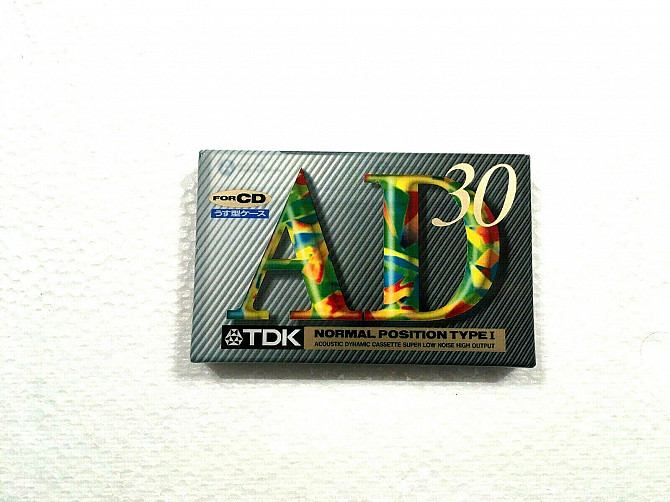 AD 30
FOR CD
うす型ケース
TDK
NORMAL POSITION TYPE I
ACOUSTIC DYNAMIC CASSETTE SUPER LOW NOISE HIGH OUTPUT